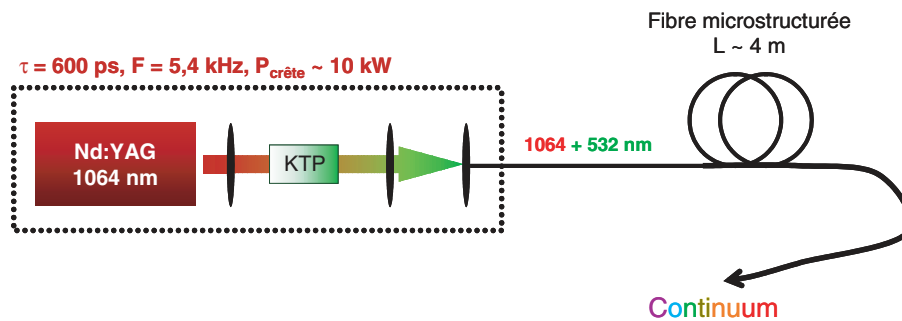 Fibre microstructurée
L ~ 4 m
τ = 600 ps, F = 5,4 kHz, Pcrête ~ 10 kW
Nd:YAG
1064 nm
KTP
1064 + 532 nm
Continuum